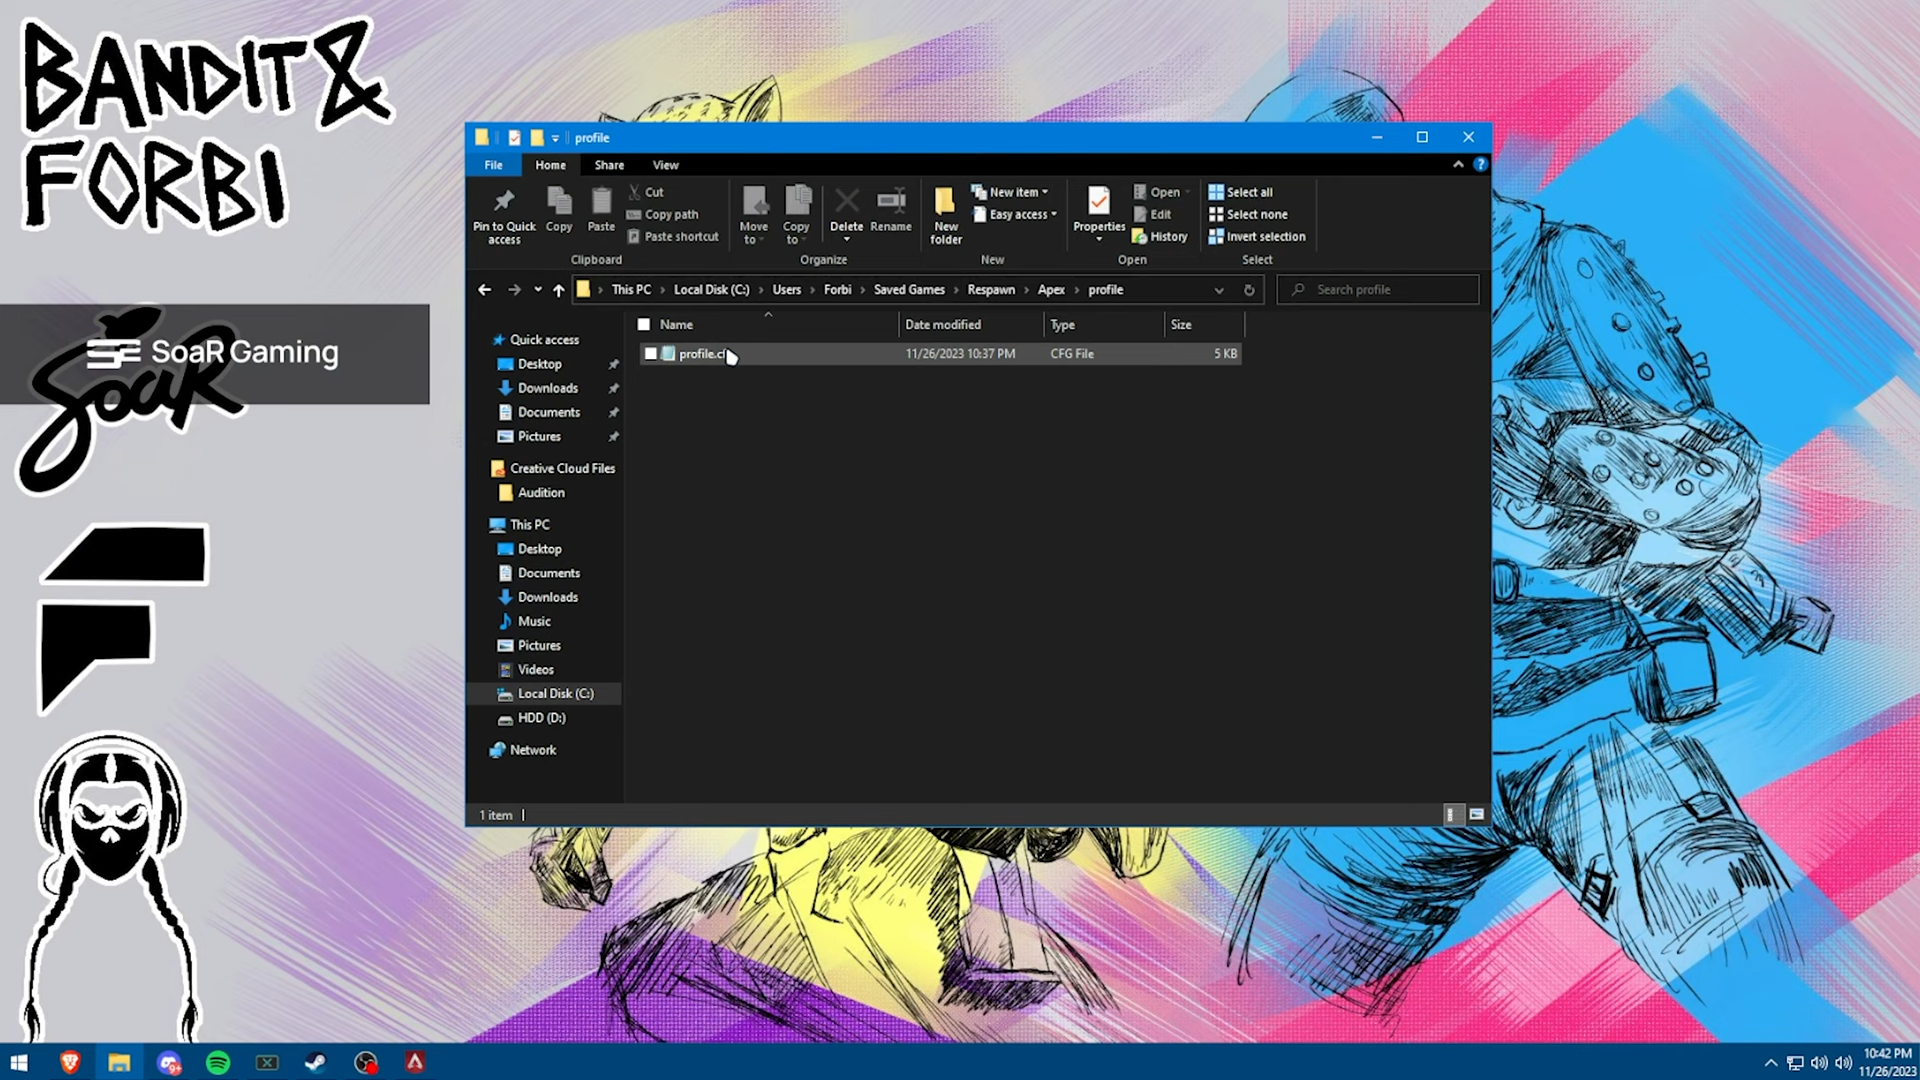 BANDIT&
FORBI
SoaR Gaming
SoaR
profile
File
Home
Share
View
Pin to Quick
access
Copy
Paste
Cut
Copy path
Paste shortcut
Clipboard
Move
to
Copy
to
Delete
Rename
Organize
New
folder
New item
Easy access
New
Properties
Open
Edit
History
Open
Select all
Select none
Invert selection
Select
This PC
Local Disk (C:)
Users
Forbi
Saved Games
Respawn
Apex
profile
Search profile
Name
Date modified
Type
Size
profile.cf
11/26/2023 10:37 PM
CFG File
5 KB
Quick access
Desktop
Downloads
Documents
Pictures
Creative Cloud Files
Audition
This PC
Desktop
Documents
Downloads
Music
Pictures
Videos
Local Disk (C:)
HDD (D:)
Network
1 item
9+
10:42 PM
11/26/2023